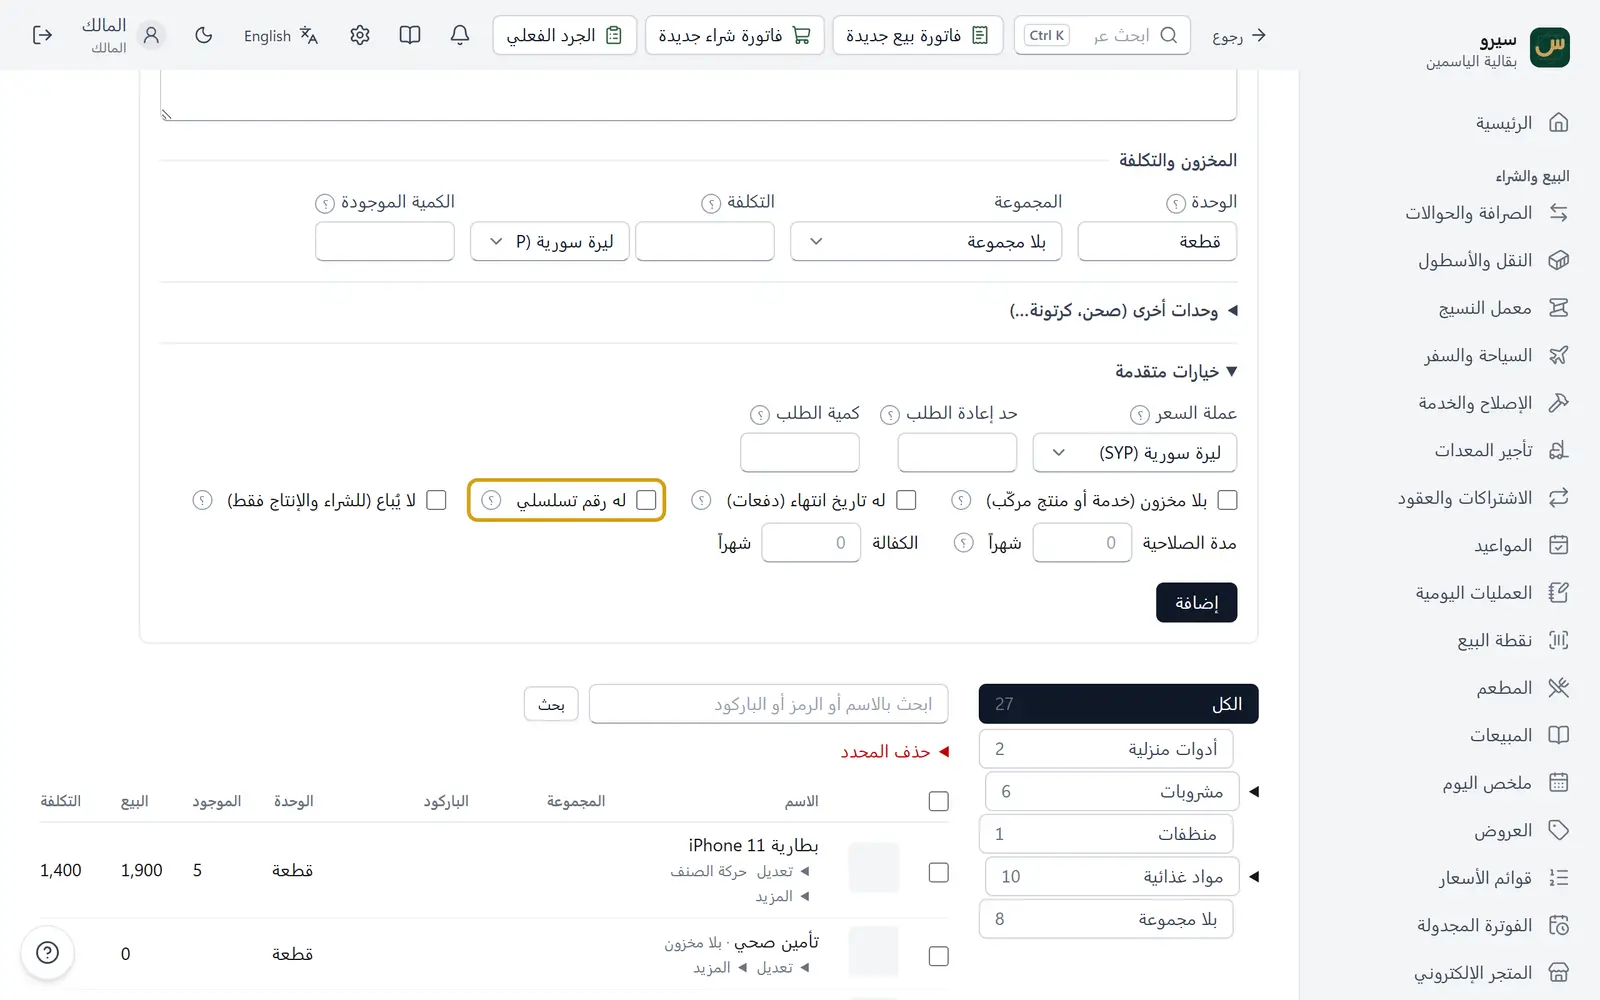 سيرو
بقالية الياسمين
رجوع
ابحث عر
Ctrl K
فاتورة بيع جديدة
فاتورة شراء جديدة
الجرد الفعلي
English
المالك
المالك
الرئيسية
البيع والشراء
الصرافة والحوالات
النقل والأسطول
معمل النسيج
السياحة والسفر
الإصلاح والخدمة
تأجير المعدات
الاشتراكات والعقود
المواعيد
العمليات اليومية
نقطة البيع
المطعم
المبيعات
ملخص اليوم
العروض
قوائم الأسعار
الفوترة المجدولة
المتجر الإلكتروني
المخزون والتكلفة
الوحدة ؟ المجموعة التكلفة ؟ الكمية الموجودة ؟
قطعة بلا مجموعة ليرة سورية (P
وحدات أخرى (صحن، كرتونة...)
خيارات متقدمة
عملة السعر ؟ حد إعادة الطلب ؟ كمية الطلب ؟
ليرة سورية (SYP)
بلا مخزون (خدمة أو منتج مركّب) ؟ له تاريخ انتهاء (دفعات) ؟ له رقم تسلسلي ؟ لا يُباع (للشراء والإنتاج فقط) ؟
مدة الصلاحية 0 شهراً ؟ الكفالة 0 شهراً
إضافة
الكل 27
أدوات منزلية 2
مشروبات 6
منظفات 1
مواد غذائية 10
بلا مجموعة 8
ابحث بالاسم أو الرمز أو الباركود
بحث
حذف المحدد
الاسم المجموعة الباركود الوحدة الموجود البيع التكلفة
بطارية iPhone 11
تعديل حركة الصنف
المزيد
قطعة 5 1,900 1,400
تأمين صحي · بلا مخزون
تعديل المزيد
قطعة 0